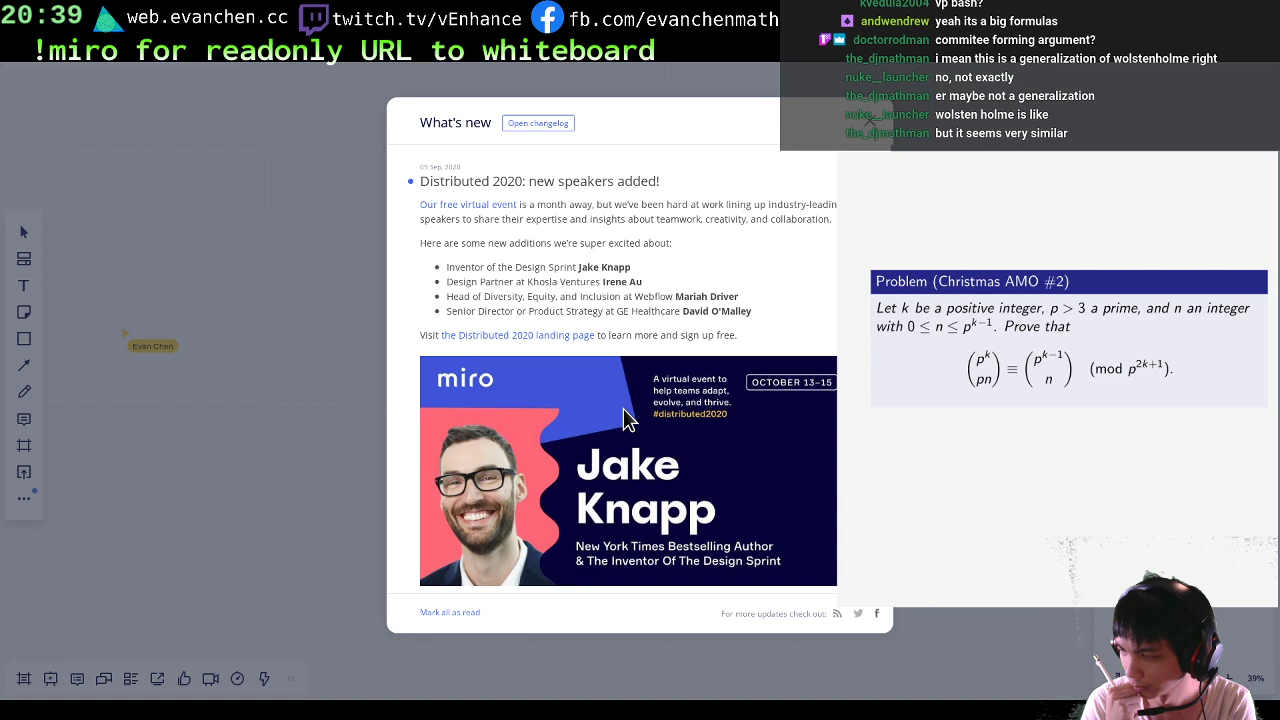 20:39 web.evanchen.cc twitch.tv/vEnhance fb.com/evanchenmath
!miro for readonly URL to whiteboard
kvedula2004 vp bash?
andwendrew yeah its a big formulas
doctorrodman commitee forming argument?
the_djmathman i mean this is a generalization of wolstenholme right
nuke__launcher no, not exactly
the_djmathman er maybe not a generalization
nuke__launcher wolsten holme is like
the_djmathman but it seems very similar
What's new Open changelog
09 Sep, 2020
Distributed 2020: new speakers added!
Our free virtual event is a month away, but we've been hard at work lining up industry-leadin
speakers to share their expertise and insights about teamwork, creativity, and collaboration.
Here are some new additions we're super excited about:
Inventor of the Design Sprint Jake Knapp
Design Partner at Khosla Ventures Irene Au
Head of Diversity, Equity, and Inclusion at Webflow Mariah Driver
Senior Director or Product Strategy at GE Healthcare David O'Malley
Visit the Distributed 2020 landing page to learn more and sign up free.
miro
A virtual event to
help teams adapt,
evolve, and thrive.
#distributed2020
OCTOBER 13–15
Jake
Knapp
New York Times Bestselling Author
& The Inventor Of The Design Sprint
Mark all as read
For more updates check out:
Evan Chen
Problem (Christmas AMO #2)
Let k be a positive integer, p > 3 a prime, and n an integer
with 0 ≤ n ≤ p^{k−1}. Prove that
\binom{p^k}{pn} ≡ \binom{p^{k−1}}{n} (mod p^{2k+1}).
39%